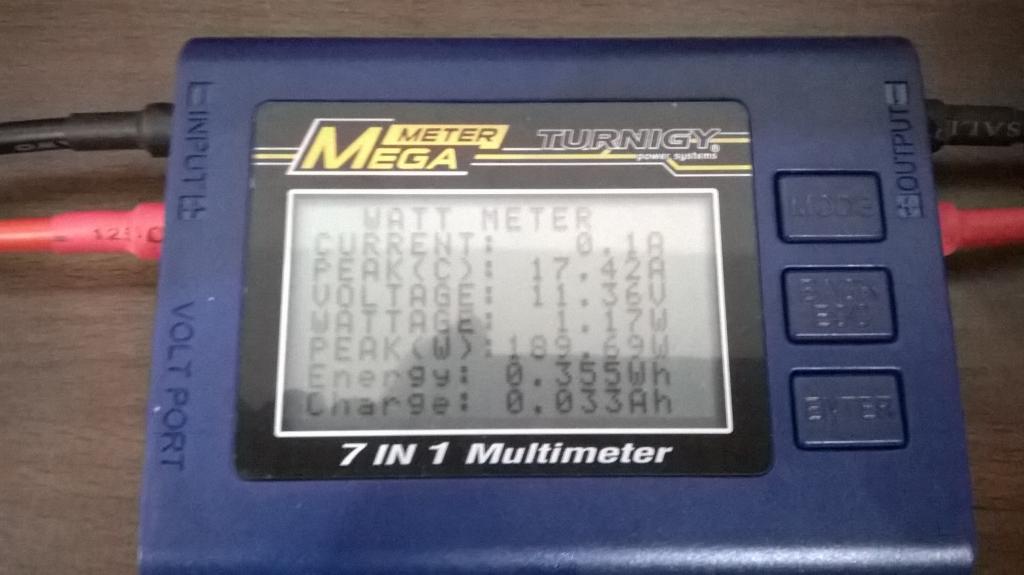 METER
MEGA
TURNIGY®
power systems
- INPUT +
- OUTPUT +
VOLT PORT
WATT METER
CURRENT: 0.1A
PEAK(C): 17.42A
VOLTAGE: 11.36V
WATTAGE: 1.17W
PEAK(W): 189.69W
Energy: 0.355Wh
Charge: 0.033Ah
MODE
ENTER
7 IN 1 Multimeter